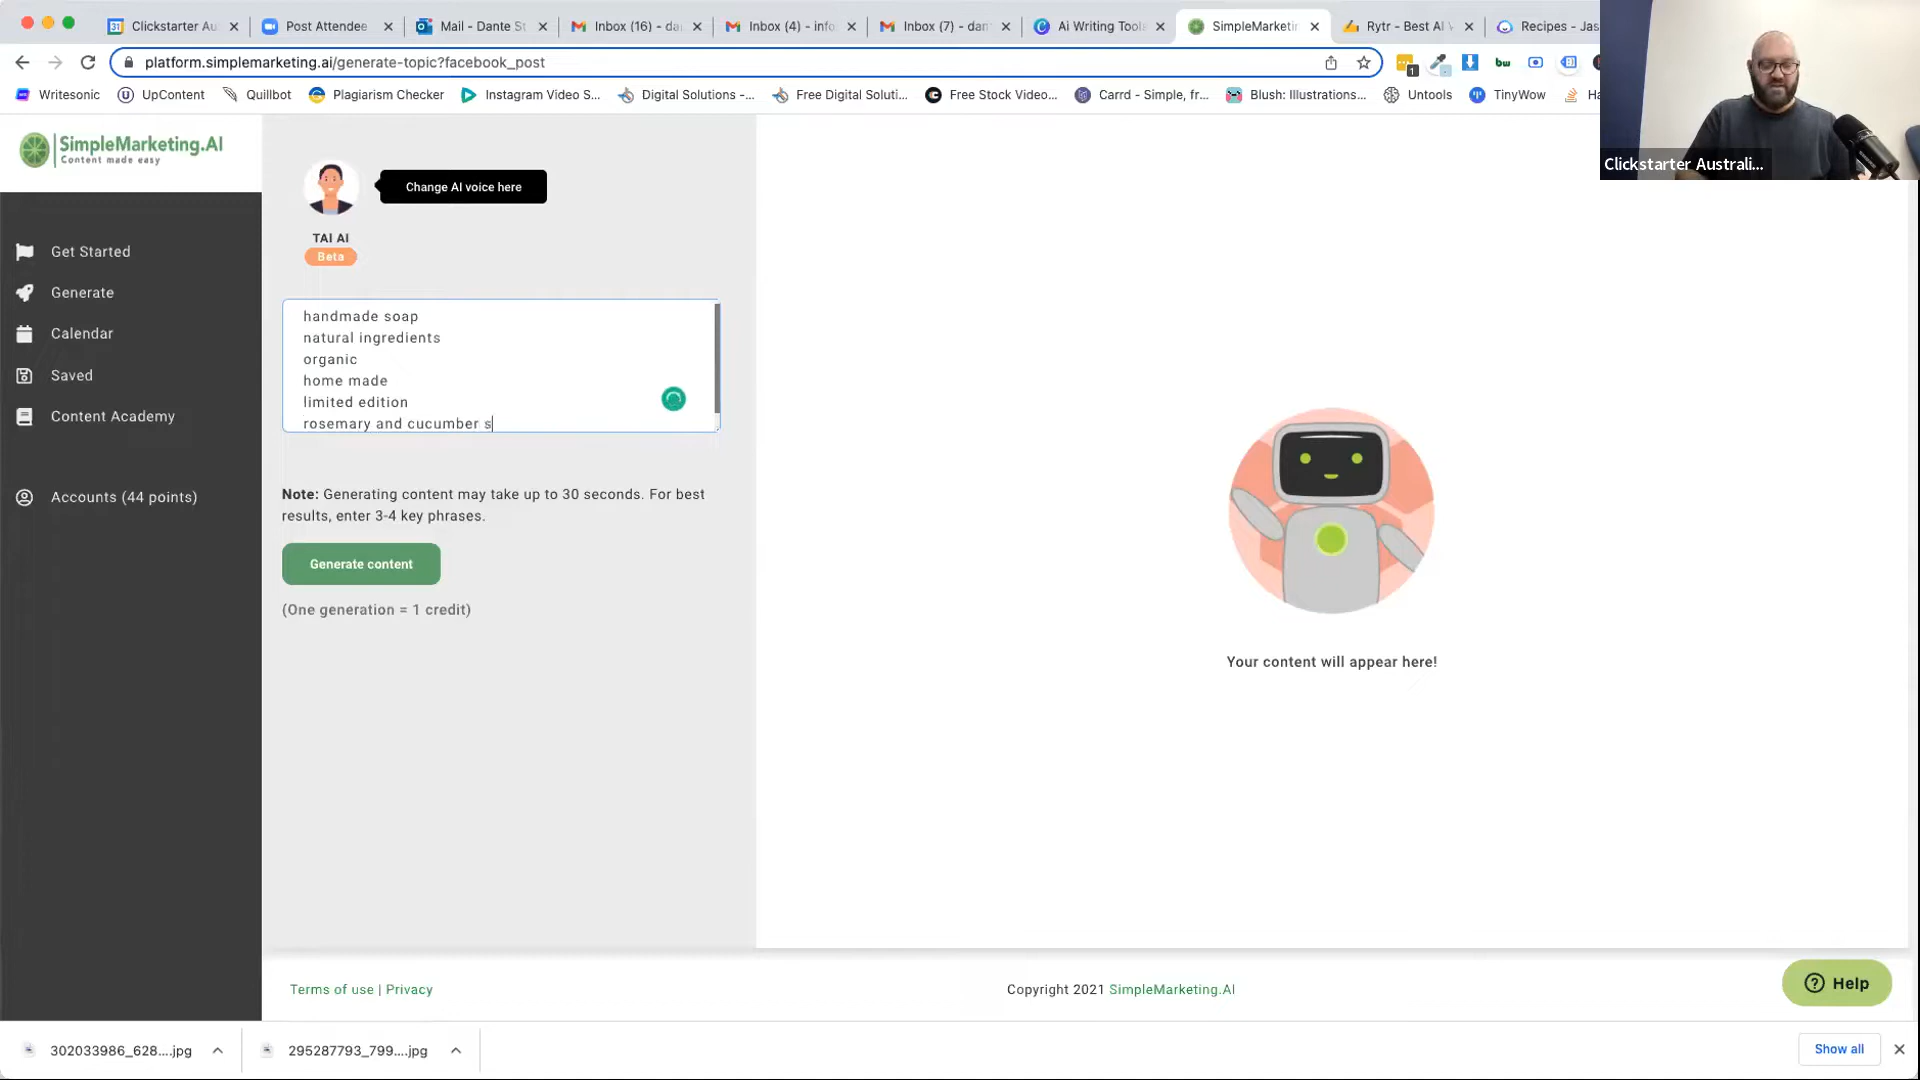 Clickstarter Au
Post Attendee
Mail - Dante St
Inbox (16) - da
Inbox (4) - info
Inbox (7) - dan
Ai Writing Tools
SimpleMarketin
Rytr - Best AI
Recipes - Jas
platform.simplemarketing.ai/generate-topic?facebook_post
Writesonic
UpContent
Quillbot
Plagiarism Checker
Instagram Video S...
Digital Solutions -...
Free Digital Soluti...
Free Stock Video...
Carrd - Simple, fr...
Blush: Illustrations...
Untools
TinyWow
Ha
Clickstarter Australi...
SimpleMarketing.AI
Content made easy
Get Started
Generate
Calendar
Saved
Content Academy
Accounts (44 points)
Change AI voice here
TAI AI
Beta
handmade soap
natural ingredients
organic
home made
limited edition
rosemary and cucumber s
Note: Generating content may take up to 30 seconds. For best
results, enter 3-4 key phrases.
Generate content
(One generation = 1 credit)
Your content will appear here!
Terms of use | Privacy
Copyright 2021 SimpleMarketing.AI
Help
302033986_628....jpg
295287793_799....jpg
Show all